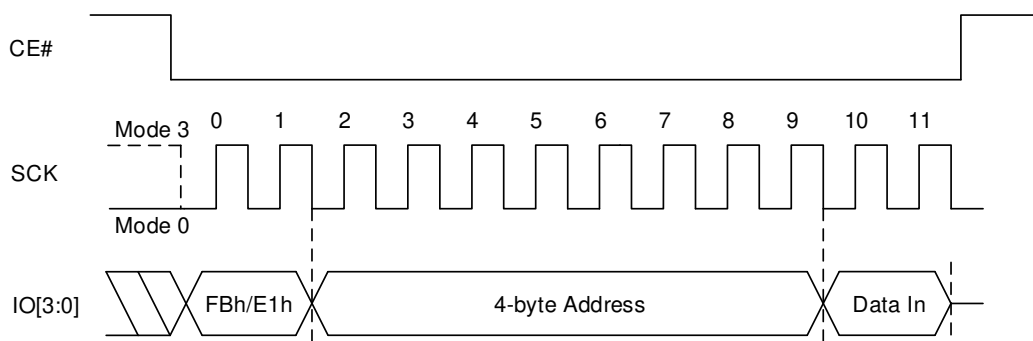 CE#
Mode 3 0 1 2 3 4 5 6 7 8 9 10 11
SCK
Mode 0
IO[3:0] FBh/E1h 4-byte Address Data In